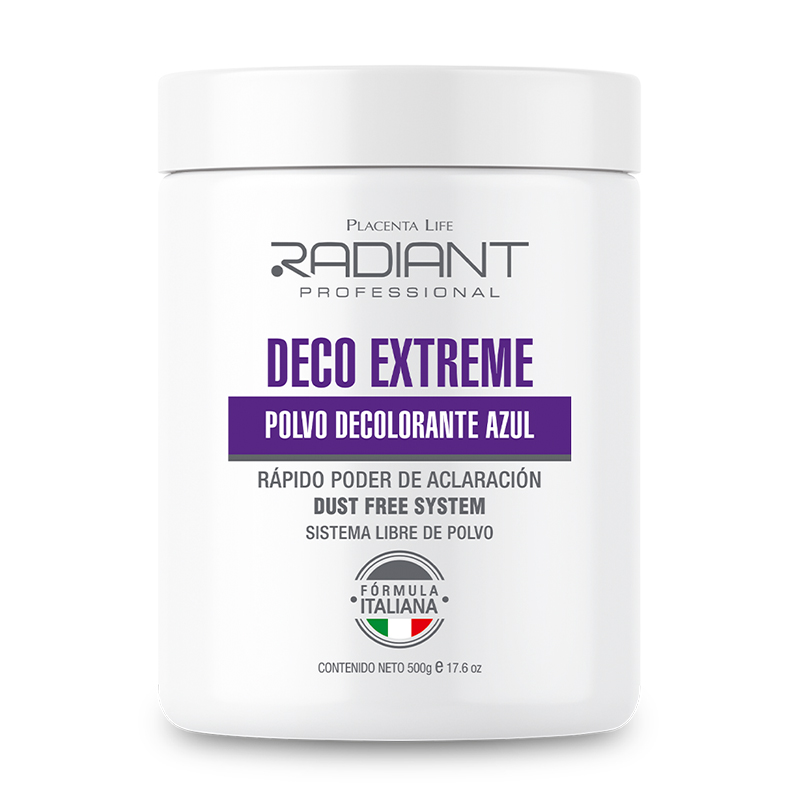 PLACENTA LIFE
RADIANT
PROFESSIONAL
DECO EXTREME
POLVO DECOLORANTE AZUL
RÁPIDO PODER DE ACLARACIÓN
DUST FREE SYSTEM
SISTEMA LIBRE DE POLVO
FÓRMULA
ITALIANA
CONTENIDO NETO 500g e 17.6 oz